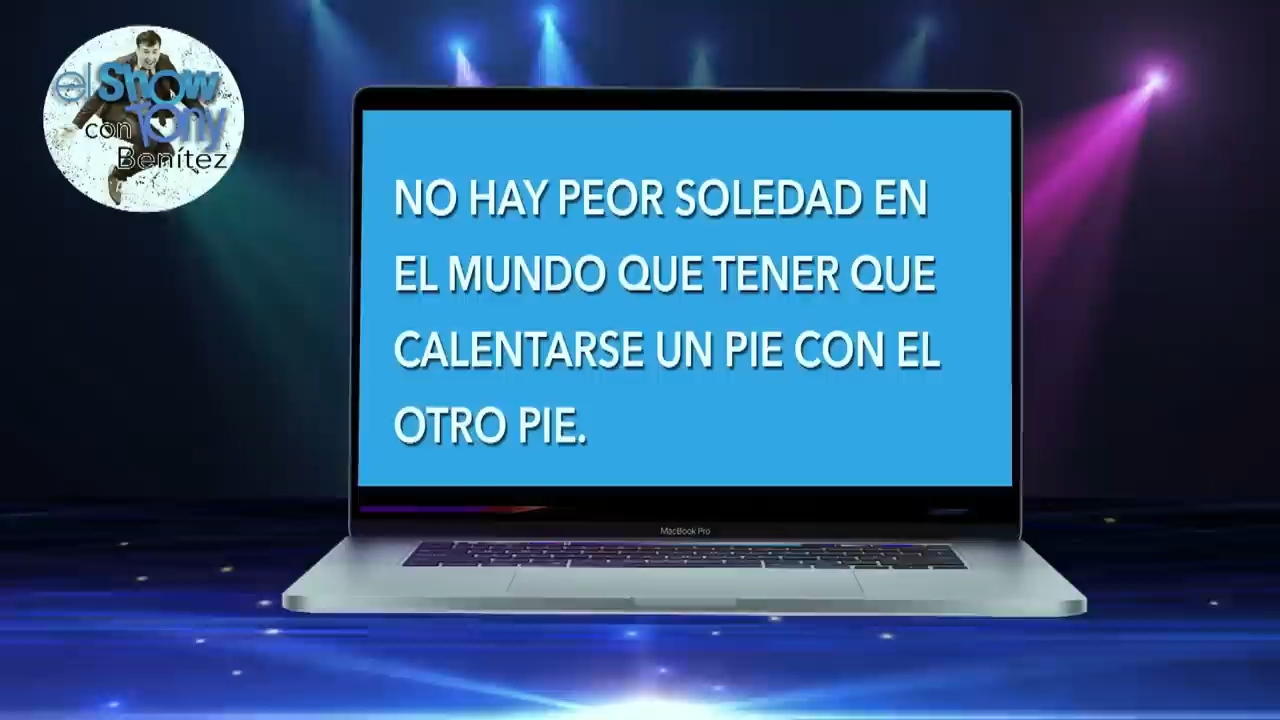 el Show
con Tony
Benítez
NO HAY PEOR SOLEDAD EN
EL MUNDO QUE TENER QUE
CALENTARSE UN PIE CON EL
OTRO PIE.
MacBook Pro